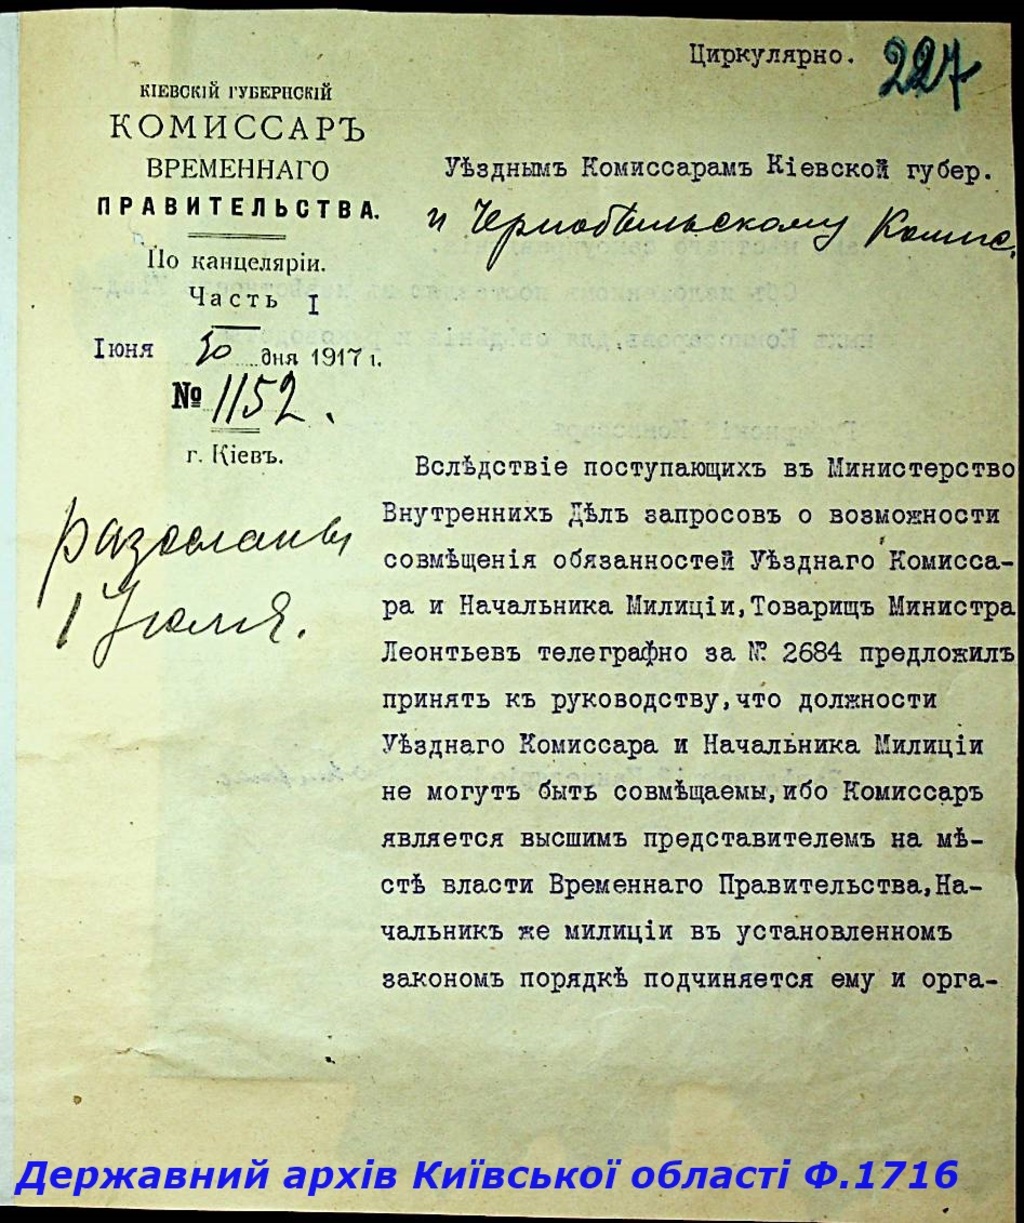 Циркулярно.
227
КІЕВСКІЙ ГУБЕРНСКІЙ
КОМИССАРЪ
ВРЕМЕННАГО
ПРАВИТЕЛЬСТВА.
По канцеляріи.
Часть I
Іюня 30 дня 1917 г.
№ 1152.
г. Кіевъ.
Уѣзднымъ Комиссарамъ Кіевской губер.
и Чернобыльскому Комис.
разосланы
1 Июля.
Вслѣдствіе поступающихъ въ Министерство
Внутреннихъ Дѣлъ запросовъ о возможности
совмѣщенія обязанностей Уѣзднаго Комисса-
ра и Начальника Милиціи,Товарищъ Министра
Леонтьевъ телеграфно за № 2684 предложилъ
принять къ руководству,что должности
Уѣзднаго Комиссара и Начальника Милиціи
не могутъ быть совмѣщаемы,ибо Комиссаръ
является высшимъ представителемъ на мѣ-
стѣ власти Временнаго Правительства,На-
чальникъ же милиціи въ установленномъ
закономъ порядкѣ подчиняется ему и орга-
Державний архів Київської області Ф.1716